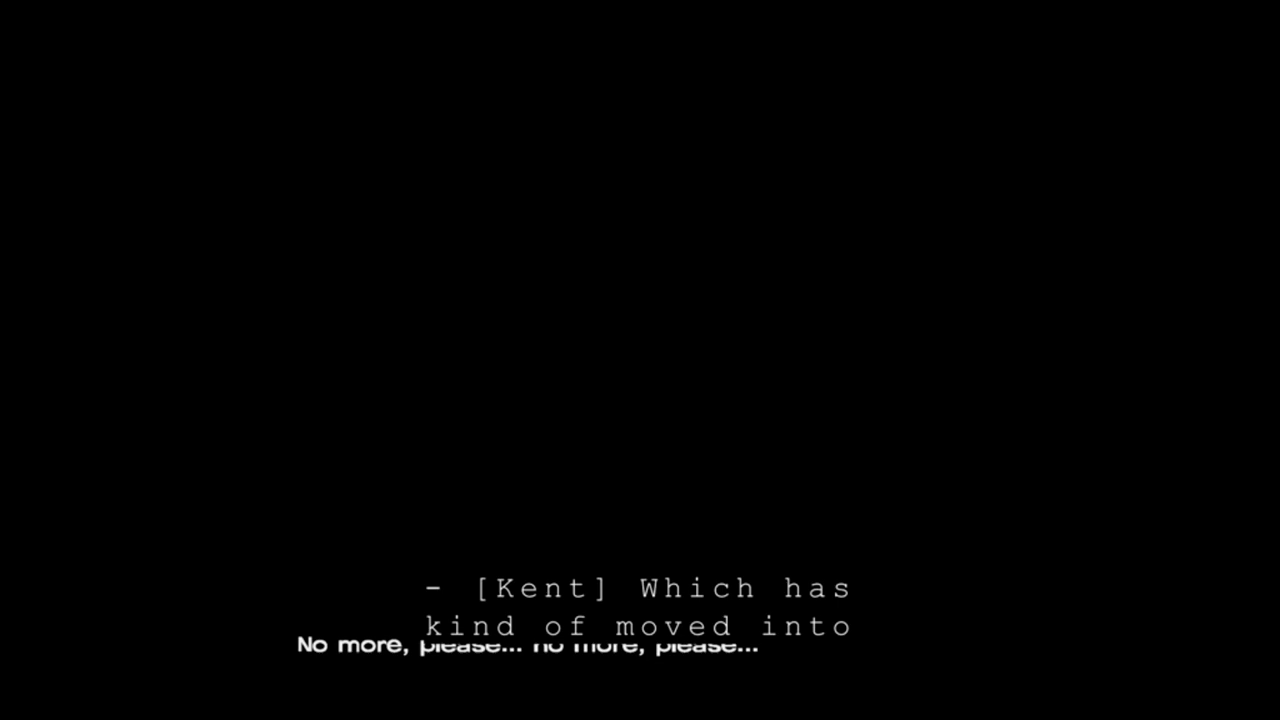 - [Kent] Which has
kind of moved into
No more, please... no more, please...